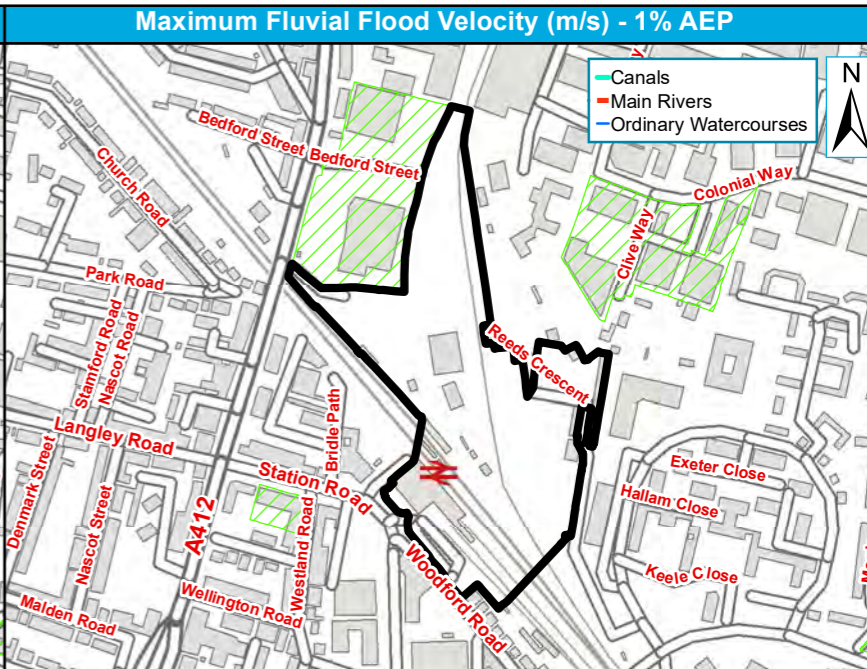 Maximum Fluvial Flood Velocity (m/s) - 1% AEP
Canals
Main Rivers
Ordinary Watercourses
N
Bedford Street Bedford Street
Church Road
Colonial Way
Clive Way
Park Road
Stamford Road
Nascot Road
Reeds Crescent
Langley Road
Bridle Path
Station Road
Denmark Street
Nascot Street
A412
Westland Road
Exeter Close
Hallam Close
Keele Close
Woodford Road
Wellington Road
Malden Road